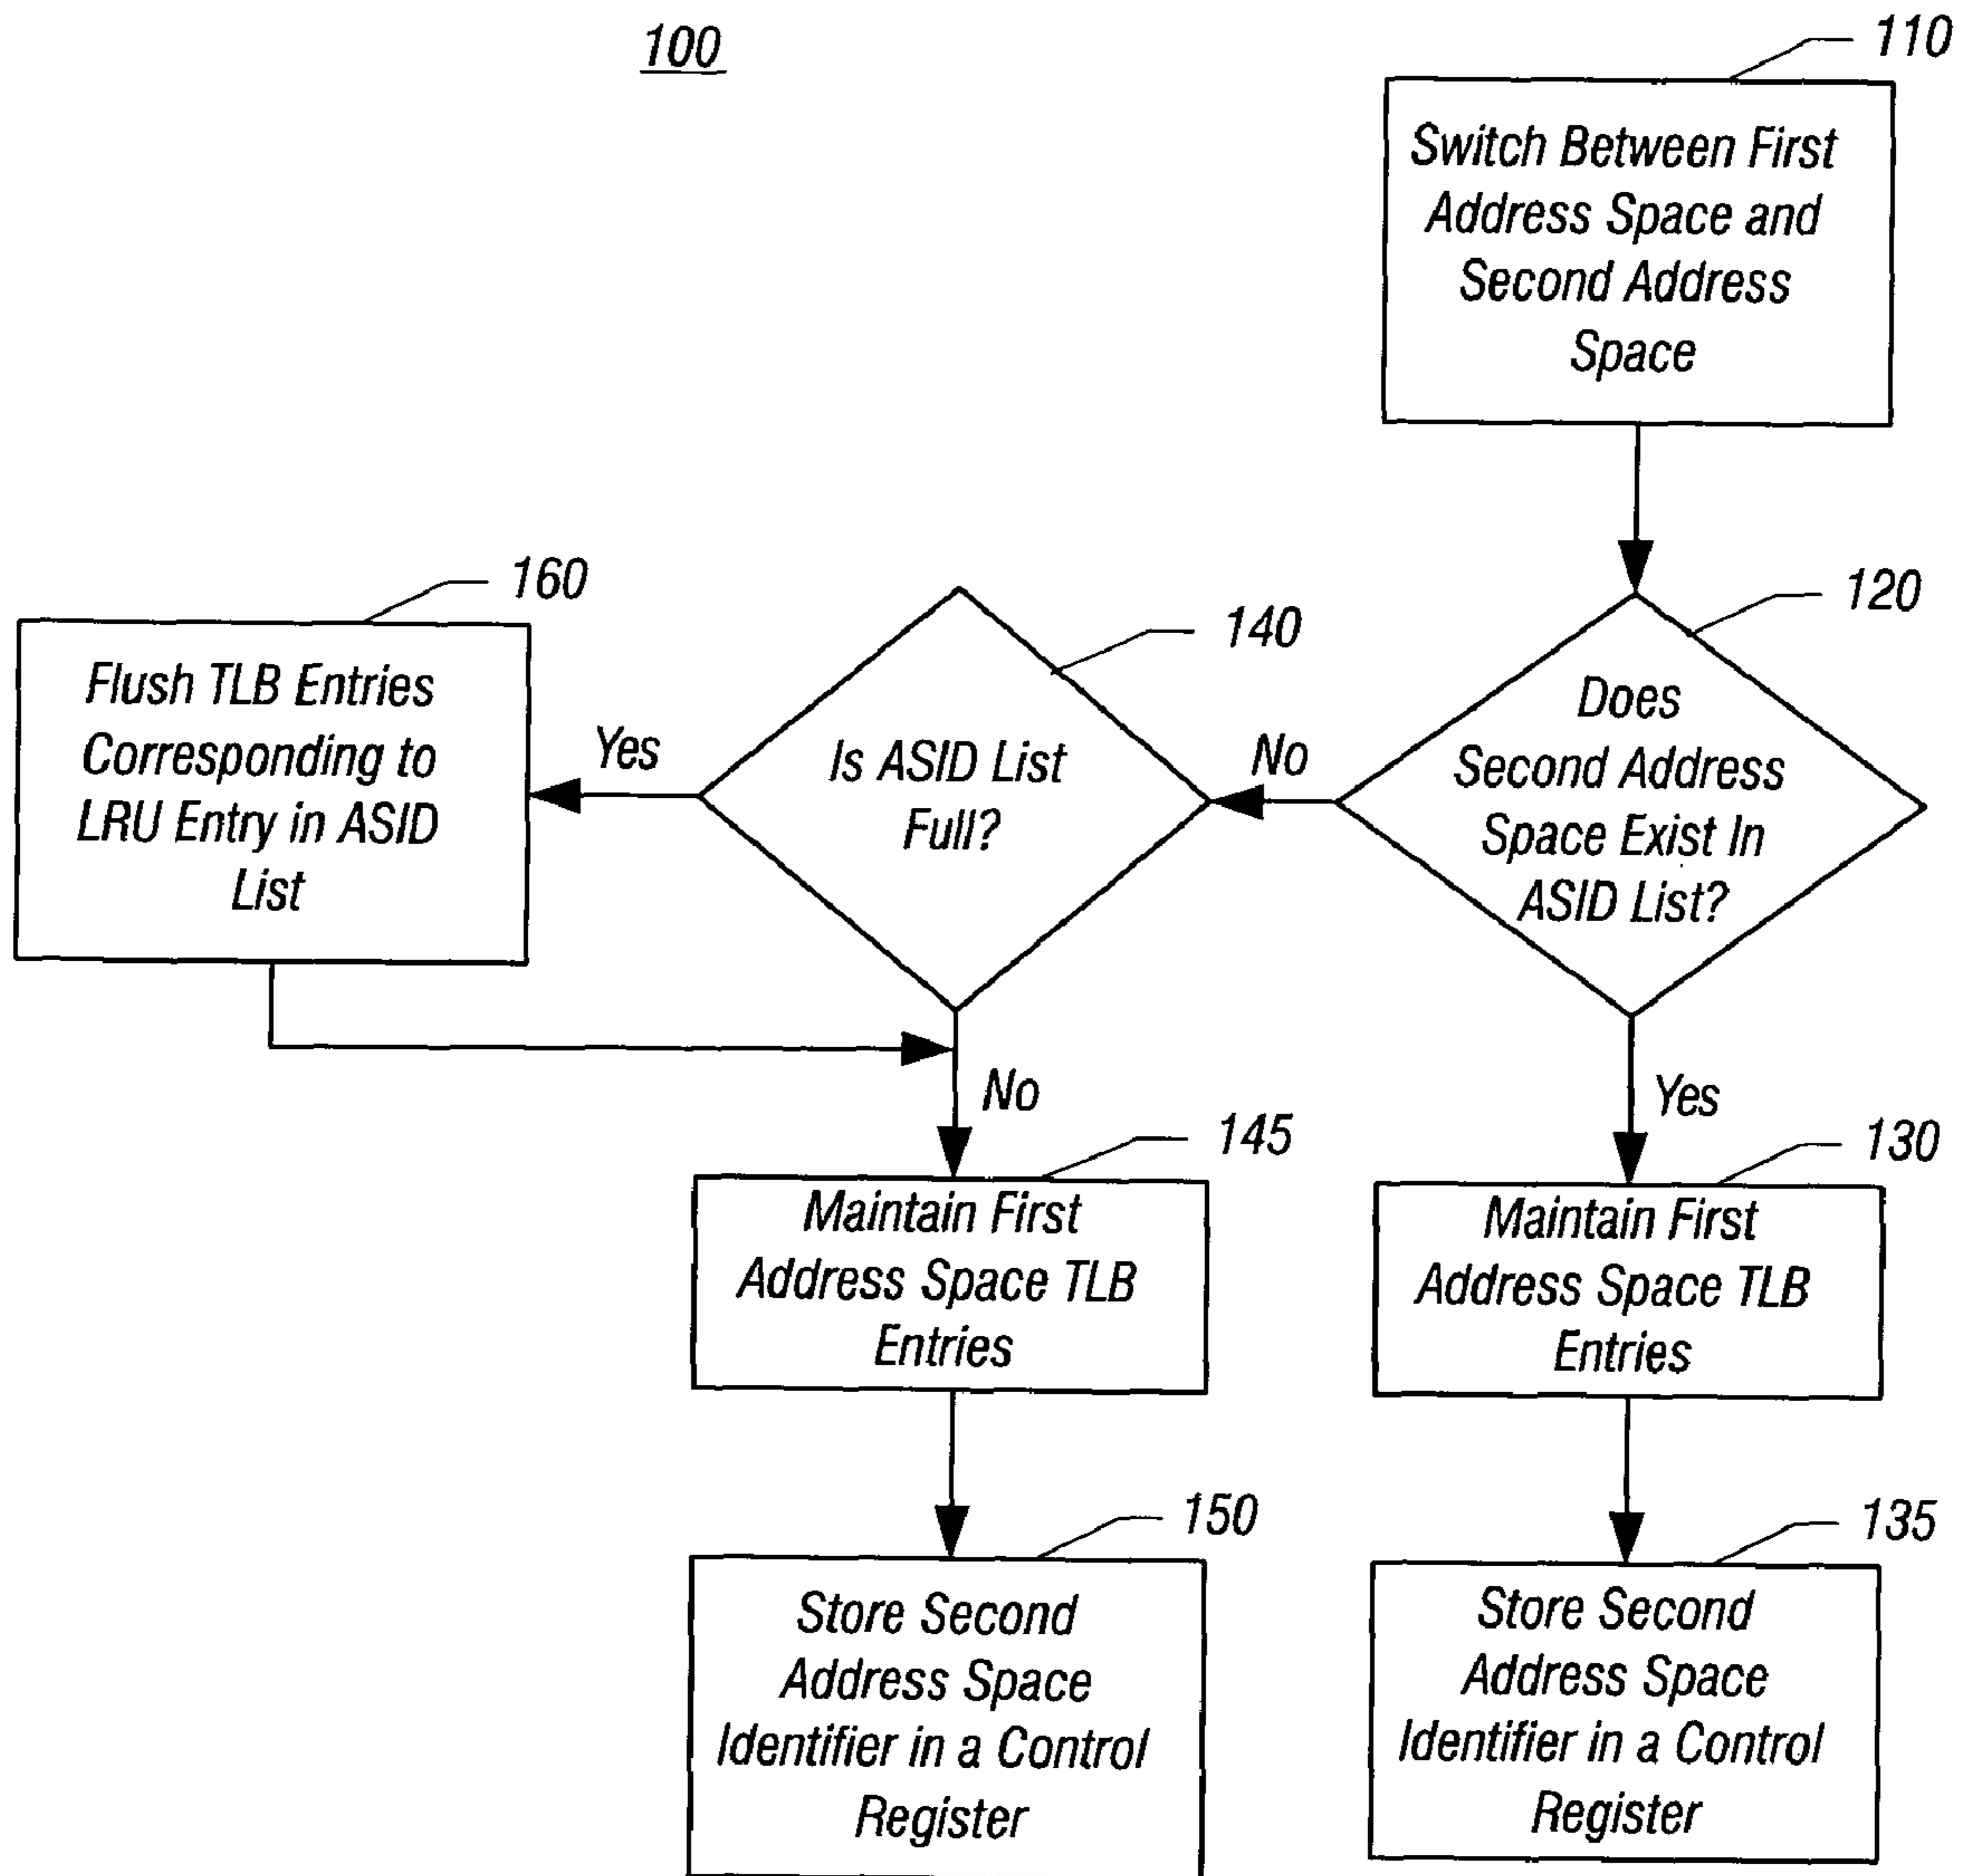 100
110
Switch Between First
Address Space and
Second Address
Space
120
Does
Second Address
Space Exist In
ASID List?
No
Yes
140
Is ASID List
Full?
Yes
No
160
Flush TLB Entries
Corresponding to
LRU Entry in ASID
List
145
Maintain First
Address Space TLB
Entries
130
Maintain First
Address Space TLB
Entries
150
Store Second
Address Space
Identifier in a Control
Register
135
Store Second
Address Space
Identifier in a Control
Register